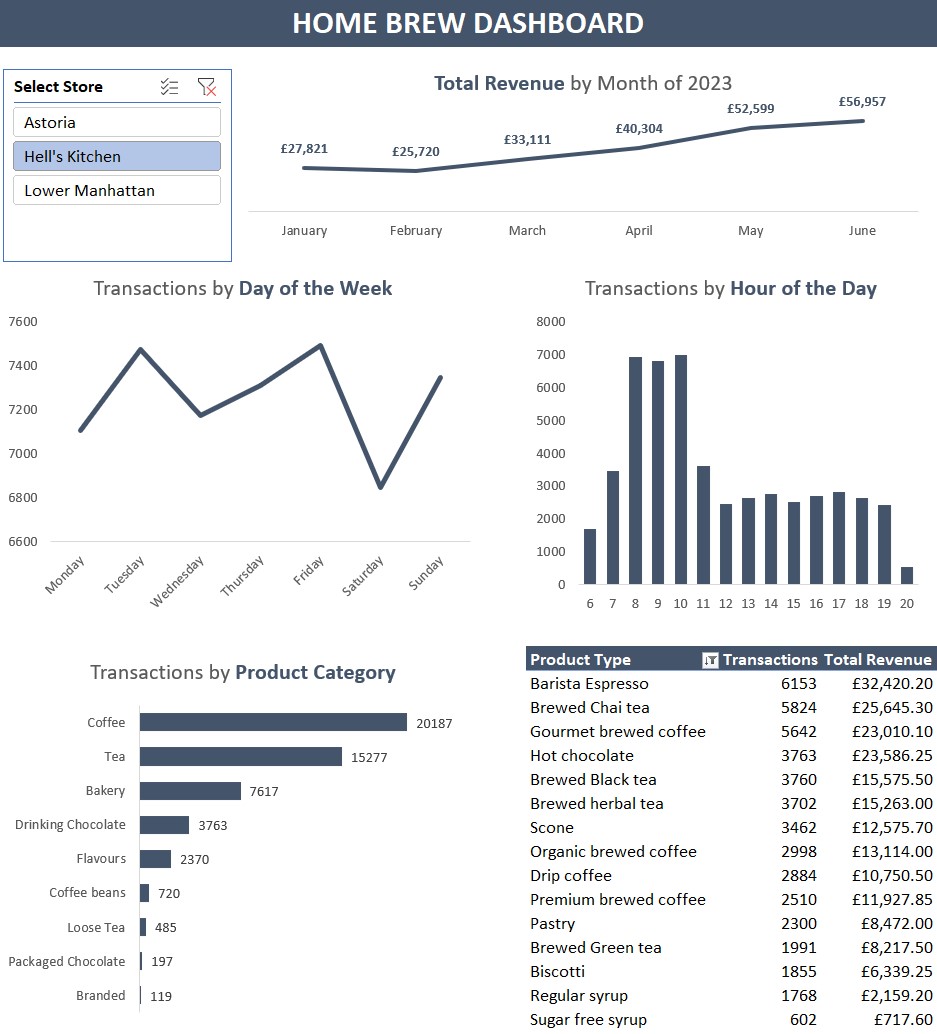 HOME BREW DASHBOARD
Select Store
Astoria
Hell's Kitchen
Lower Manhattan
Total Revenue by Month of 2023
£27,821
£25,720
£33,111
£40,304
£52,599
£56,957
January February March April May June
Transactions by Day of the Week
7600
7400
7200
7000
6800
6600
Monday Tuesday Wednesday Thursday Friday Saturday Sunday
Transactions by Hour of the Day
8000
7000
6000
5000
4000
3000
2000
1000
0
6 7 8 9 10 11 12 13 14 15 16 17 18 19 20
Transactions by Product Category
Coffee 20187
Tea 15277
Bakery 7617
Drinking Chocolate 3763
Flavours 2370
Coffee beans 720
Loose Tea 485
Packaged Chocolate 197
Branded 119
Product Type Transactions Total Revenue
Barista Espresso 6153 £32,420.20
Brewed Chai tea 5824 £25,645.30
Gourmet brewed coffee 5642 £23,010.10
Hot chocolate 3763 £23,586.25
Brewed Black tea 3760 £15,575.50
Brewed herbal tea 3702 £15,263.00
Scone 3462 £12,575.70
Organic brewed coffee 2998 £13,114.00
Drip coffee 2884 £10,750.50
Premium brewed coffee 2510 £11,927.85
Pastry 2300 £8,472.00
Brewed Green tea 1991 £8,217.50
Biscotti 1855 £6,339.25
Regular syrup 1768 £2,159.20
Sugar free syrup 602 £717.60